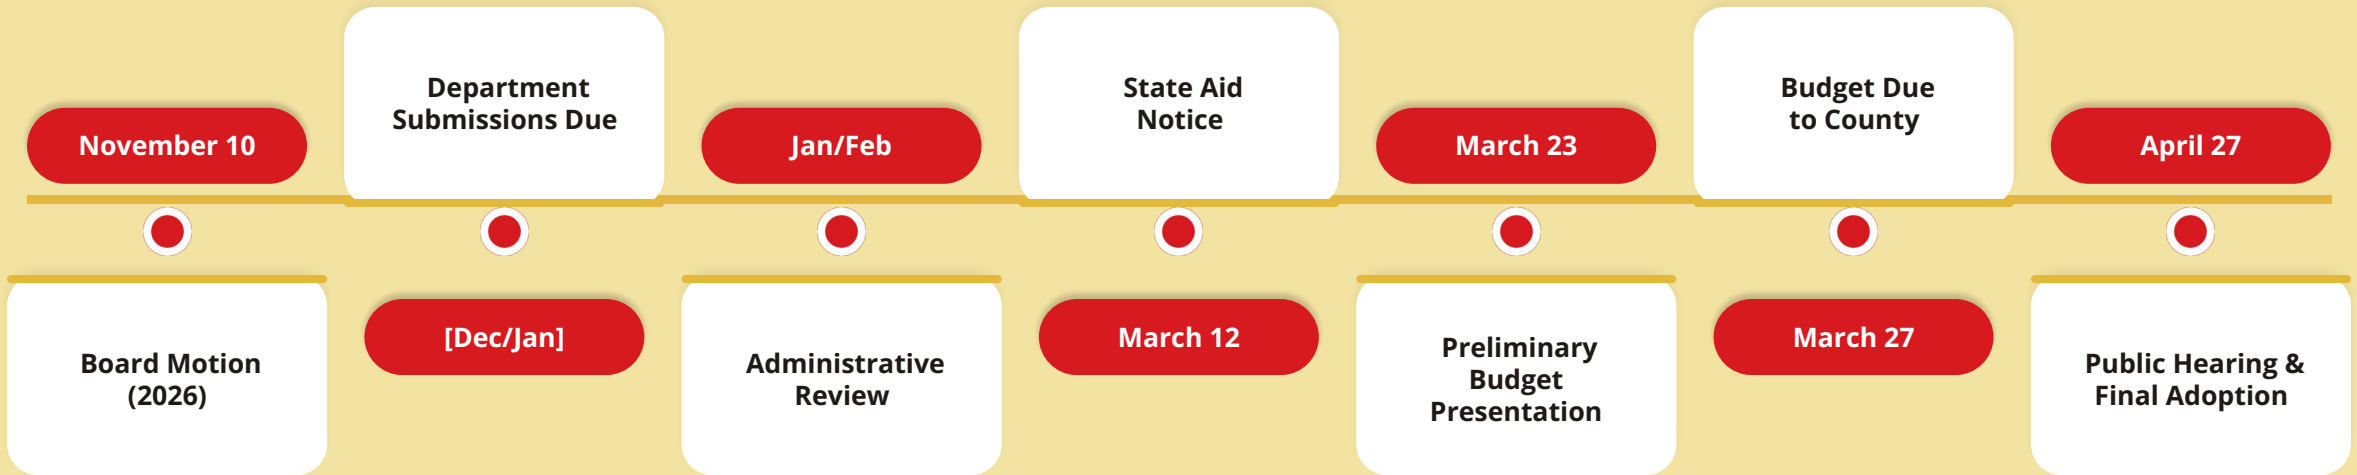 November 10
Board Motion
(2026)
Department
Submissions Due
[Dec/Jan]
Jan/Feb
Administrative
Review
State Aid
Notice
March 12
March 23
Preliminary
Budget
Presentation
Budget Due
to County
March 27
April 27
Public Hearing &
Final Adoption